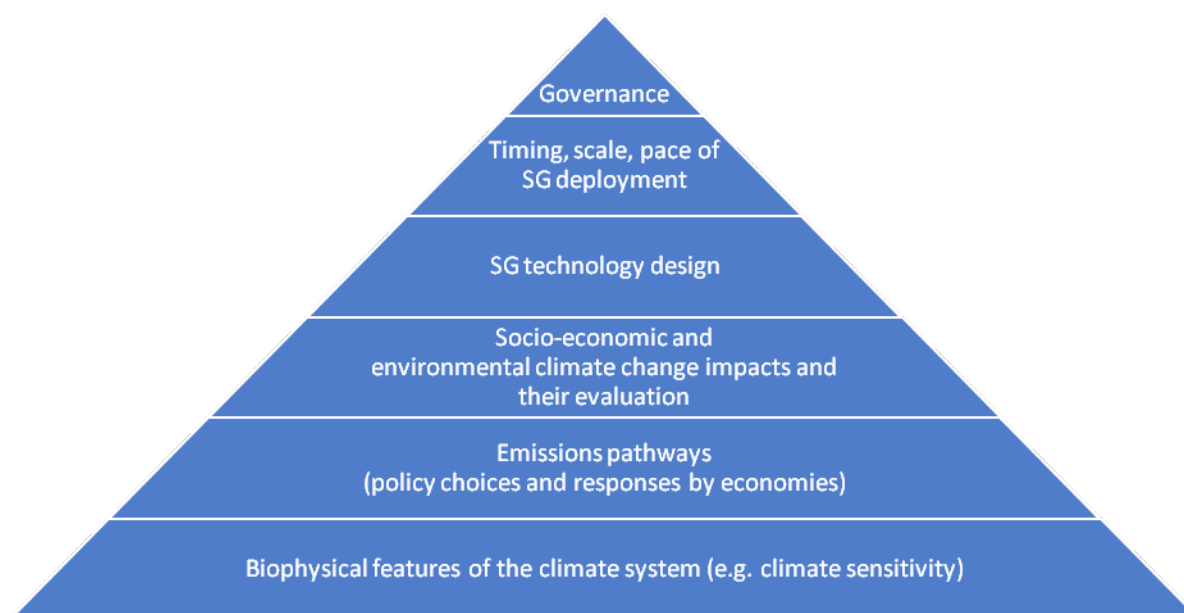 Governance
Timing, scale, pace of
SG deployment
SG technology design
Socio-economic and
environmental climate change impacts and
their evaluation
Emissions pathways
(policy choices and responses by economies)
Biophysical features of the climate system (e.g. climate sensitivity)